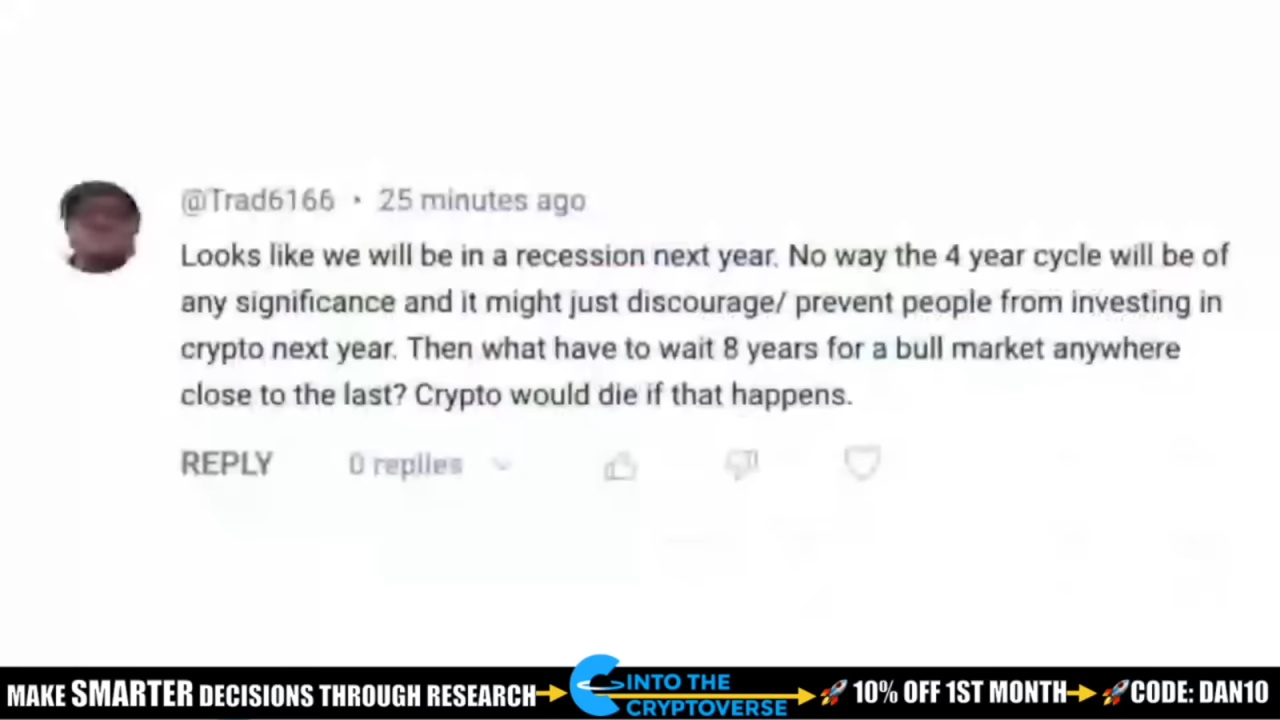 @Trad6166 · 25 minutes ago
Looks like we will be in a recession next year. No way the 4 year cycle will be of
any significance and it might just discourage/ prevent people from investing in
crypto next year. Then what have to wait 8 years for a bull market anywhere
close to the last? Crypto would die if that happens.
REPLY 0 replies
MAKE SMARTER DECISIONS THROUGH RESEARCH INTO THE CRYPTOVERSE 10% OFF 1ST MONTH CODE: DAN10